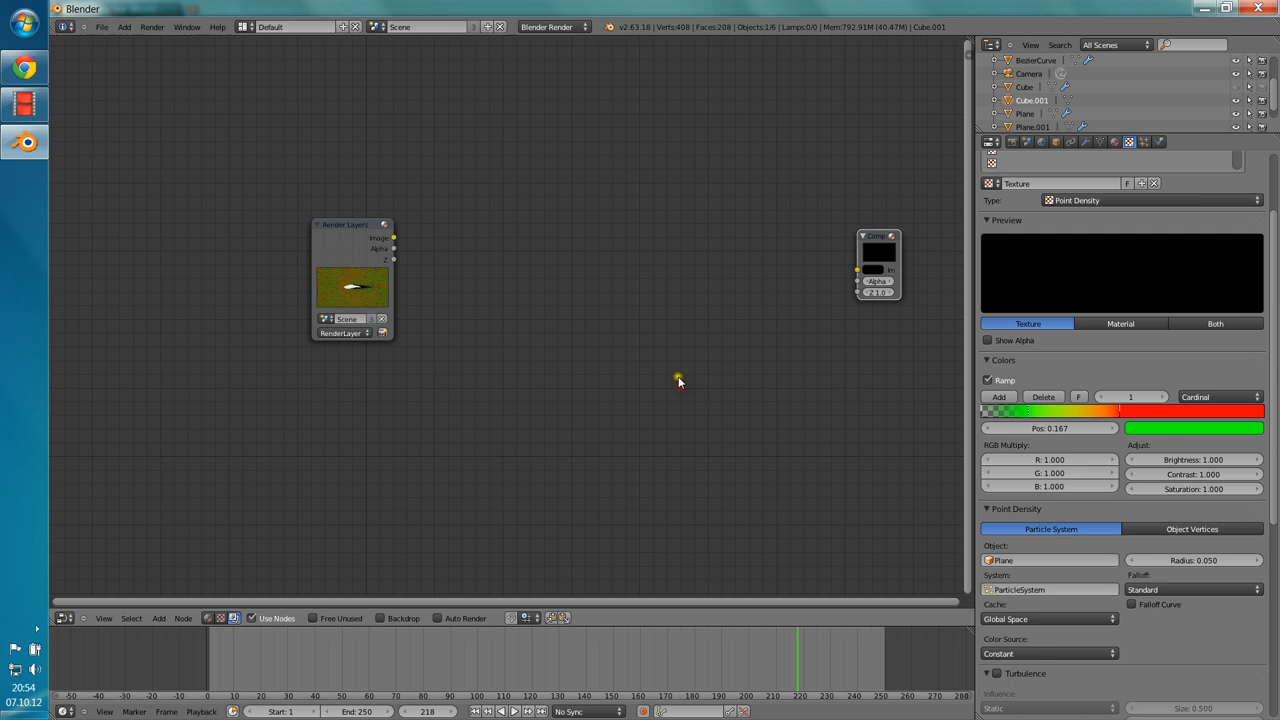 Blender
File Add Render Window Help Default Scene 3 Blender Render v2.63.18 | Verts:408 | Faces:208 | Objects:1/6 | Lamps:0/0 | Mem:792.91M (40.47M) | Cube.001
View Search All Scenes
BezierCurve
Camera
Cube
Cube.001
Plane
Plane.001
Texture F
Type: Point Density
Preview
Texture Material Both
Show Alpha
Colors
Ramp
Add Delete F 1 Cardinal
Pos: 0.167
RGB Multiply: Adjust:
R: 1.000 Brightness: 1.000
G: 1.000 Contrast: 1.000
B: 1.000 Saturation: 1.000
Point Density
Particle System Object Vertices
Object:
Plane Radius: 0.050
System: Falloff:
ParticleSystem Standard
Cache: Falloff Curve
Global Space
Color Source:
Constant
Turbulence
Influence:
Static Size: 0.500
Render Layers
Image
Alpha
Z
Scene 3
RenderLayer
Comp
Im
Alpha
Z 1.0
View Select Add Node Use Nodes Free Unused Backdrop Auto Render
-50 -40 -30 -20 -10 0 10 20 30 40 50 60 70 80 90 100 110 120 130 140 150 160 170 180 190 200 210 220 230 240 250 260 270 280
View Marker Frame Playback Start: 1 End: 250 218 No Sync
20:54
07.10.12